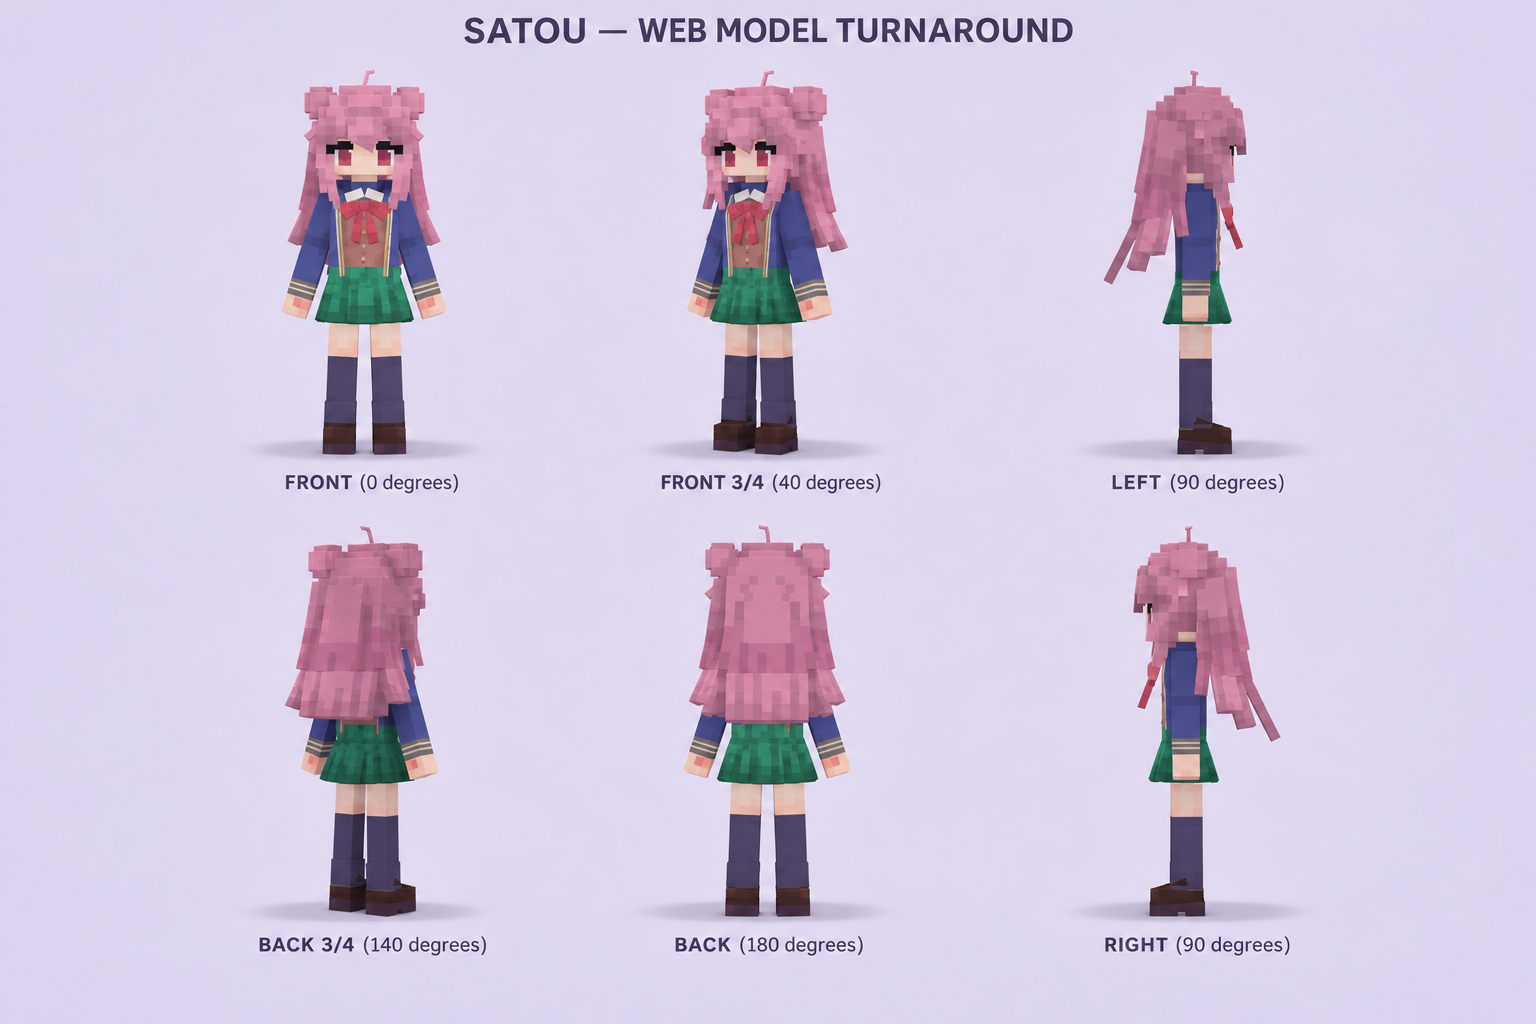 SATOU — WEB MODEL TURNAROUND
FRONT (0 degrees)
FRONT 3/4 (40 degrees)
LEFT (90 degrees)
BACK 3/4 (140 degrees)
BACK (180 degrees)
RIGHT (90 degrees)